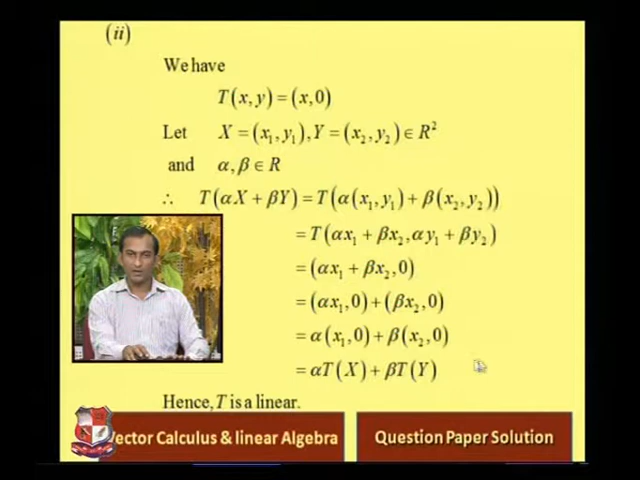 (ii)
We have
T(x, y) = (x, 0)
Let X = (x₁, y₁), Y = (x₂, y₂) ∈ R²
and α, β ∈ R
∴ T(αX + βY) = T(α(x₁, y₁) + β(x₂, y₂))
= T(αx₁ + βx₂, αy₁ + βy₂)
= (αx₁ + βx₂, 0)
= (αx₁, 0) + (βx₂, 0)
= α(x₁, 0) + β(x₂, 0)
= αT(X) + βT(Y)
Hence, T is a linear.
Vector Calculus & linear Algebra
Question Paper Solution